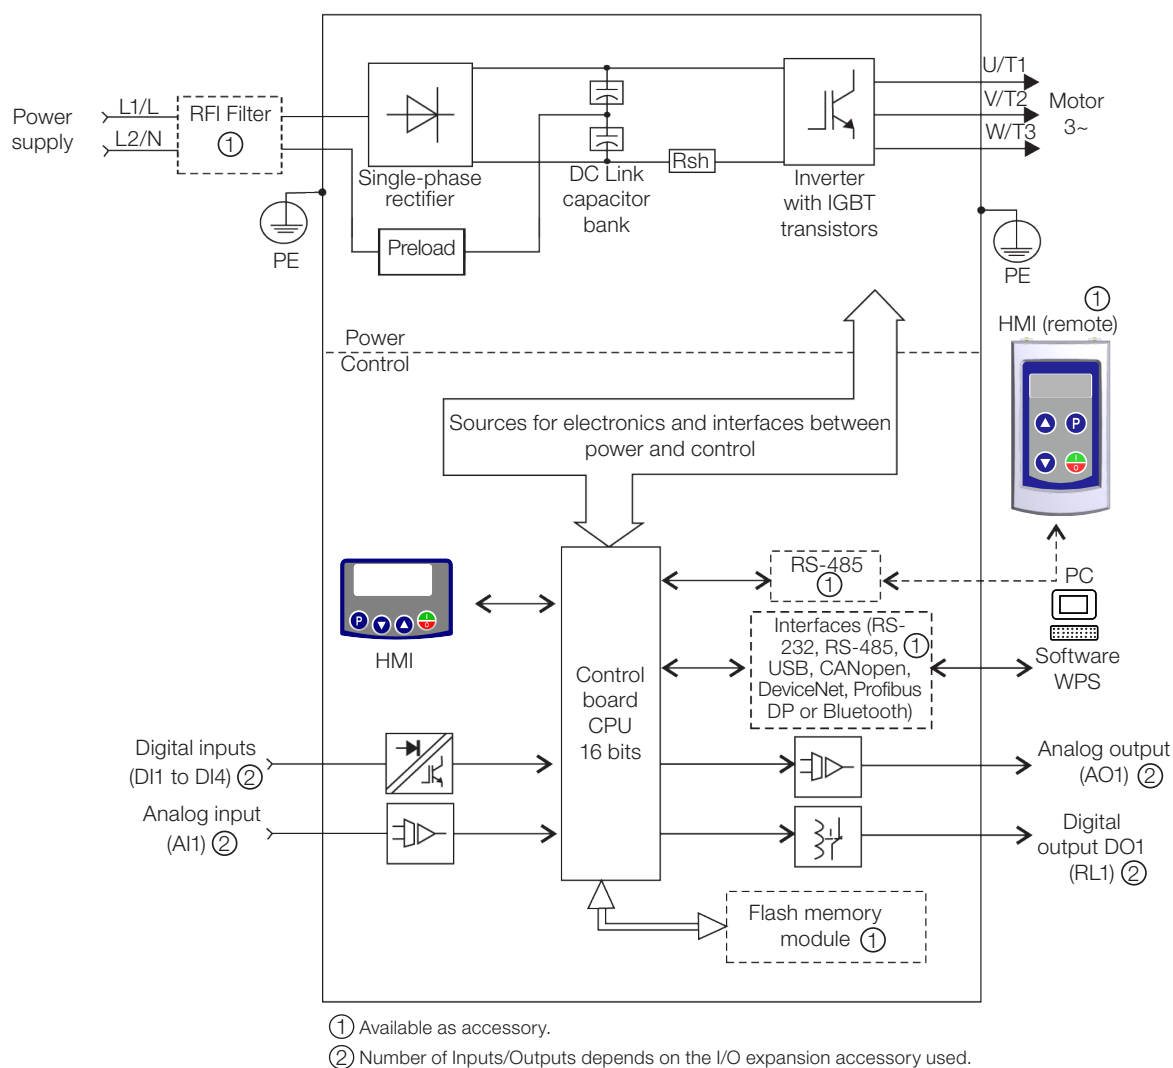 Power
supply
L1/L
L2/N
RFI Filter
①
PE
Single-phase
rectifier
Preload
DC Link
capacitor
bank
Rsh
Inverter
with IGBT
transistors
U/T1
V/T2
W/T3
Motor
3~
PE
Power
Control
①
HMI (remote)
P
I
0
Sources for electronics and interfaces between
power and control
P
I
0
HMI
Control
board
CPU
16 bits
RS-485
①
Interfaces (RS-
232, RS-485, ①
USB, CANopen,
DeviceNet, Profibus
DP or Bluetooth)
PC
Software
WPS
Digital inputs
(DI1 to DI4) ②
Analog input
(AI1) ②
Analog output
(AO1) ②
Digital
output DO1
(RL1) ②
Flash memory
module ①
① Available as accessory.
② Number of Inputs/Outputs depends on the I/O expansion accessory used.